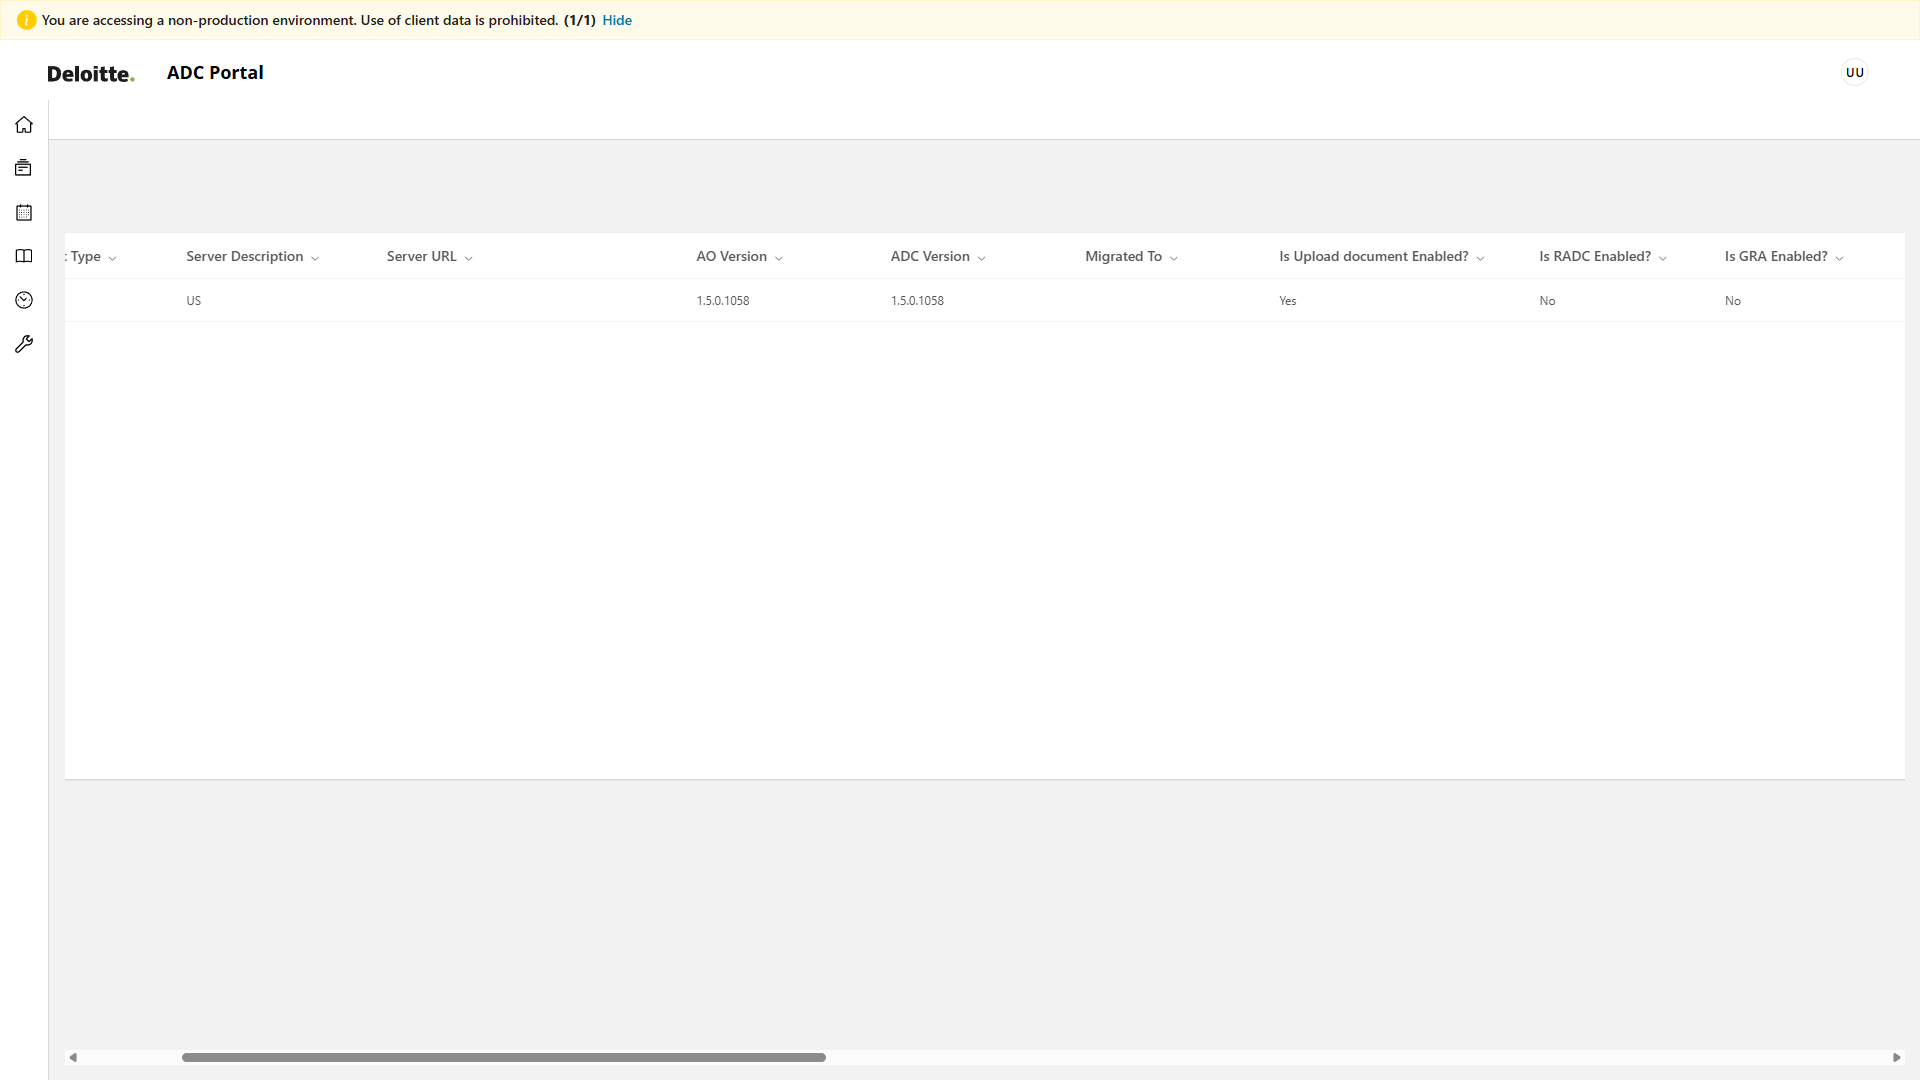 You are accessing a non-production environment. Use of client data is prohibited. (1/1) Hide
Deloitte. ADC Portal UU
Type Server Description Server URL AO Version ADC Version Migrated To Is Upload document Enabled? Is RADC Enabled? Is GRA Enabled?
US 1.5.0.1058 1.5.0.1058 Yes No No